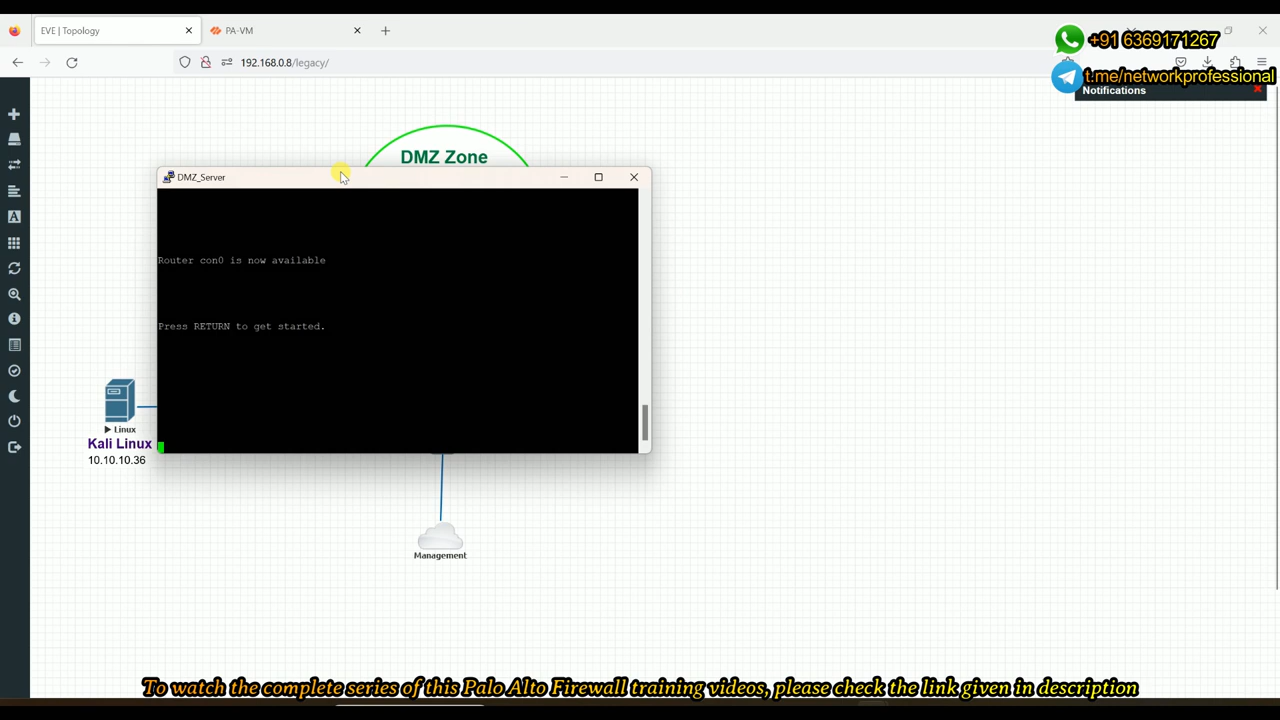 EVE | Topology
PA-VM
+91 6369171267
192.168.0.8/legacy/
t.me/networkprofessional
Notifications
DMZ Zone
DMZ_Server
Router con0 is now available
Press RETURN to get started.
Linux
Kali Linux
10.10.10.36
Management
To watch the complete series of this Palo Alto Firewall training videos, please check the link given in description